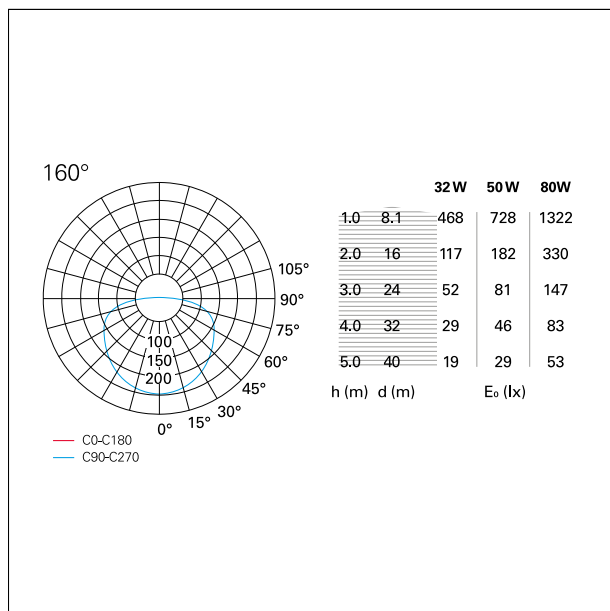 160°
105°
90°
75°
60°
45°
30°
15°
0°
100
150
200
C0-C180
C90-C270
32 W 50 W 80W
1.0 8.1 468 728 1322
2.0 16 117 182 330
3.0 24 52 81 147
4.0 32 29 46 83
5.0 40 19 29 53
h (m) d (m) E₀ (lx)